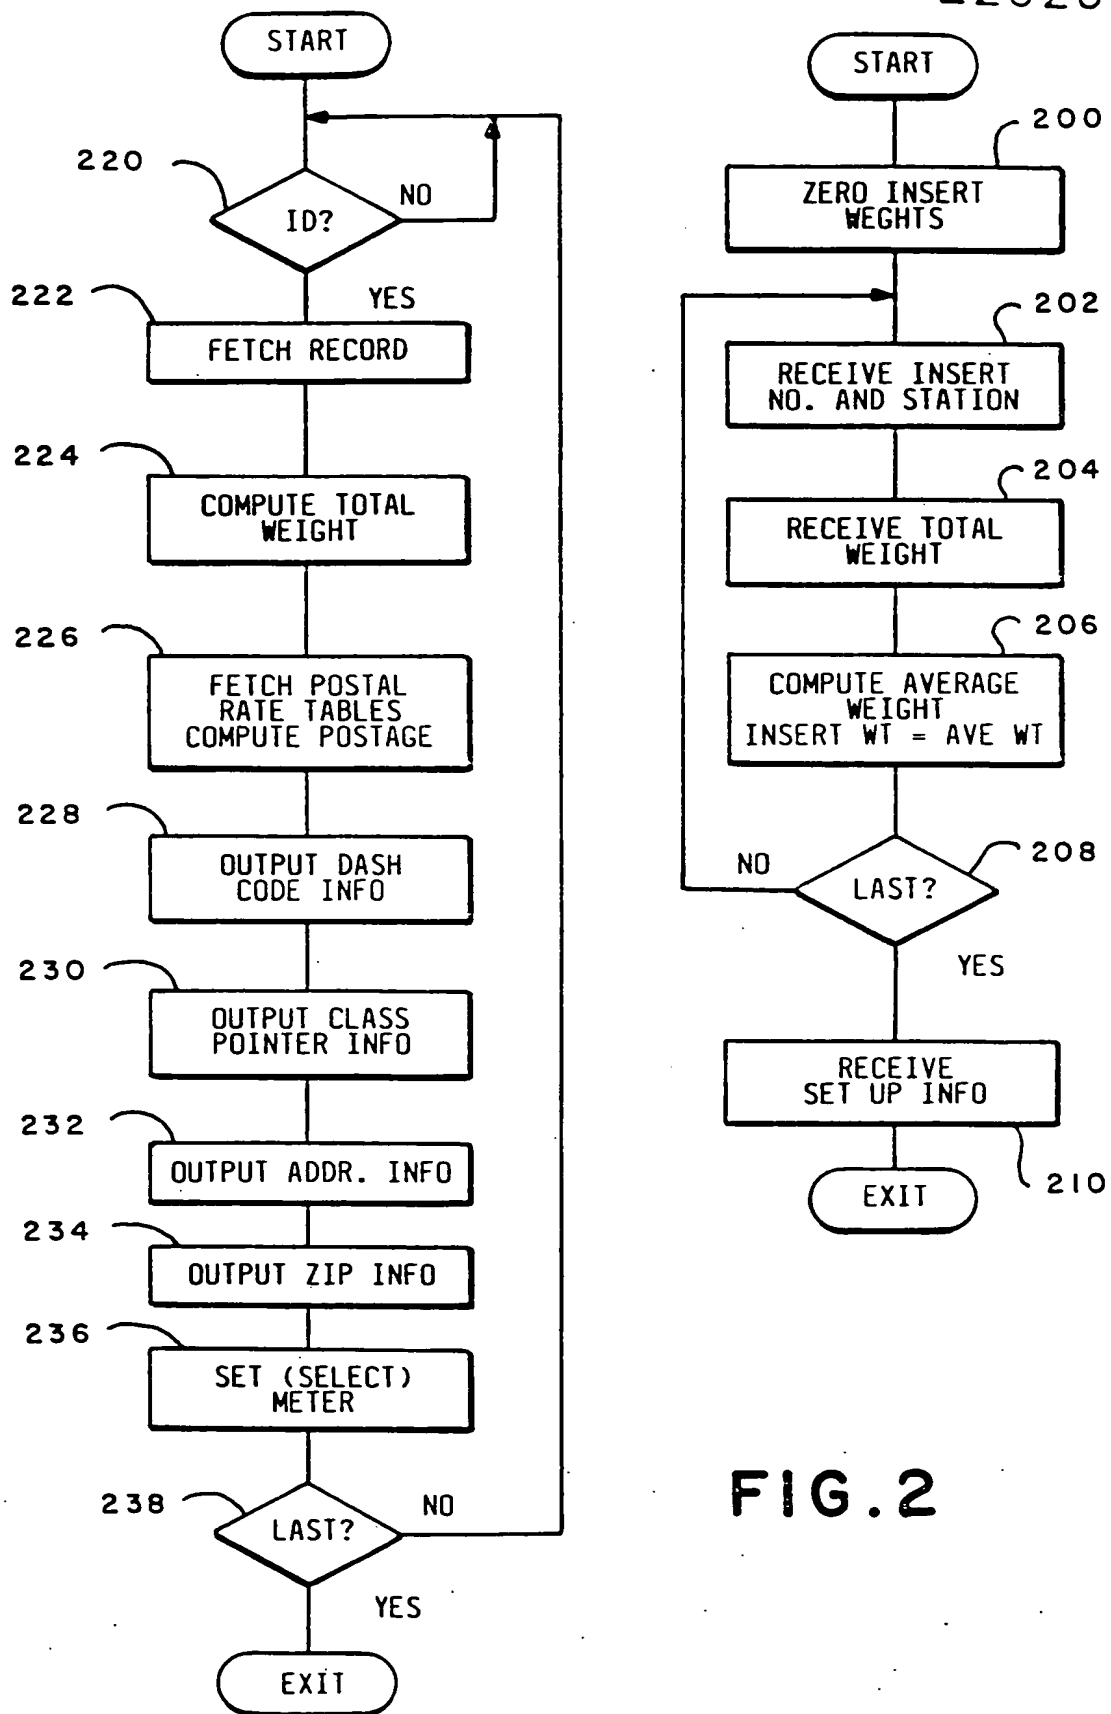 START
220
ID?
NO
YES
222
FETCH RECORD
224
COMPUTE TOTAL
WEIGHT
226
FETCH POSTAL
RATE TABLES
COMPUTE POSTAGE
228
OUTPUT DASH
CODE INFO
230
OUTPUT CLASS
POINTER INFO
232
OUTPUT ADDR. INFO
234
OUTPUT ZIP INFO
236
SET (SELECT)
METER
238
LAST?
NO
YES
EXIT
START
200
ZERO INSERT
WEGHTS
202
RECEIVE INSERT
NO. AND STATION
204
RECEIVE TOTAL
WEIGHT
206
COMPUTE AVERAGE
WEIGHT
INSERT WT = AVE WT
208
NO
LAST?
YES
RECEIVE
SET UP INFO
210
EXIT
FIG.2